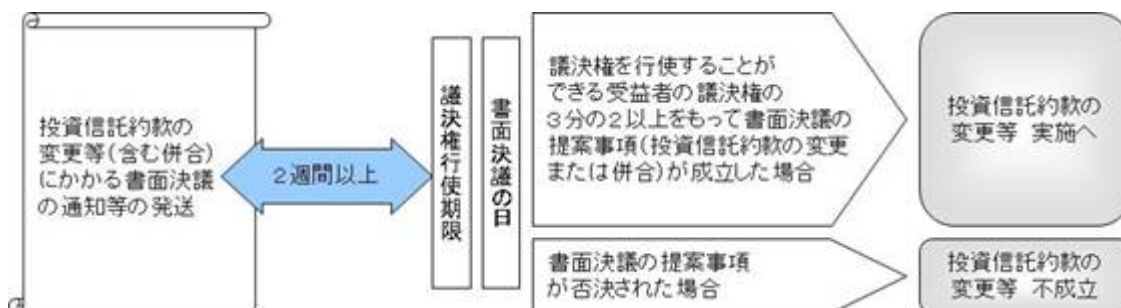 投資信託約款の
変更等(含む併合)
にかかる書面決議
の通知等の発送
2週間以上
議決権行使期限
書面決議の日
議決権を行使することが
できる受益者の議決権の
3分の2以上をもって書面決議の
提案事項(投資信託約款の変更
または併合)が成立した場合
投資信託約款の
変更等 実施へ
書面決議の提案事項
が否決された場合
投資信託約款の
変更等 不成立